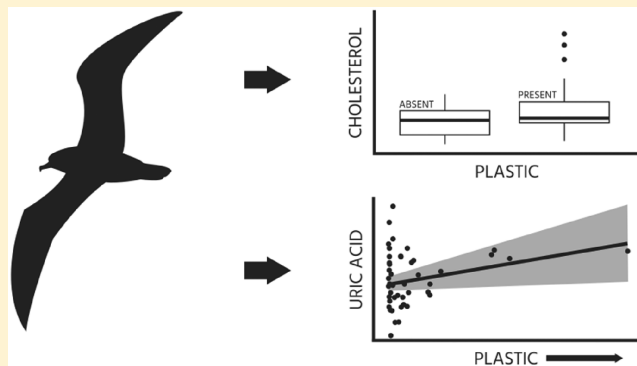 CHOLESTEROL
ABSENT
PRESENT
PLASTIC
URIC ACID
PLASTIC